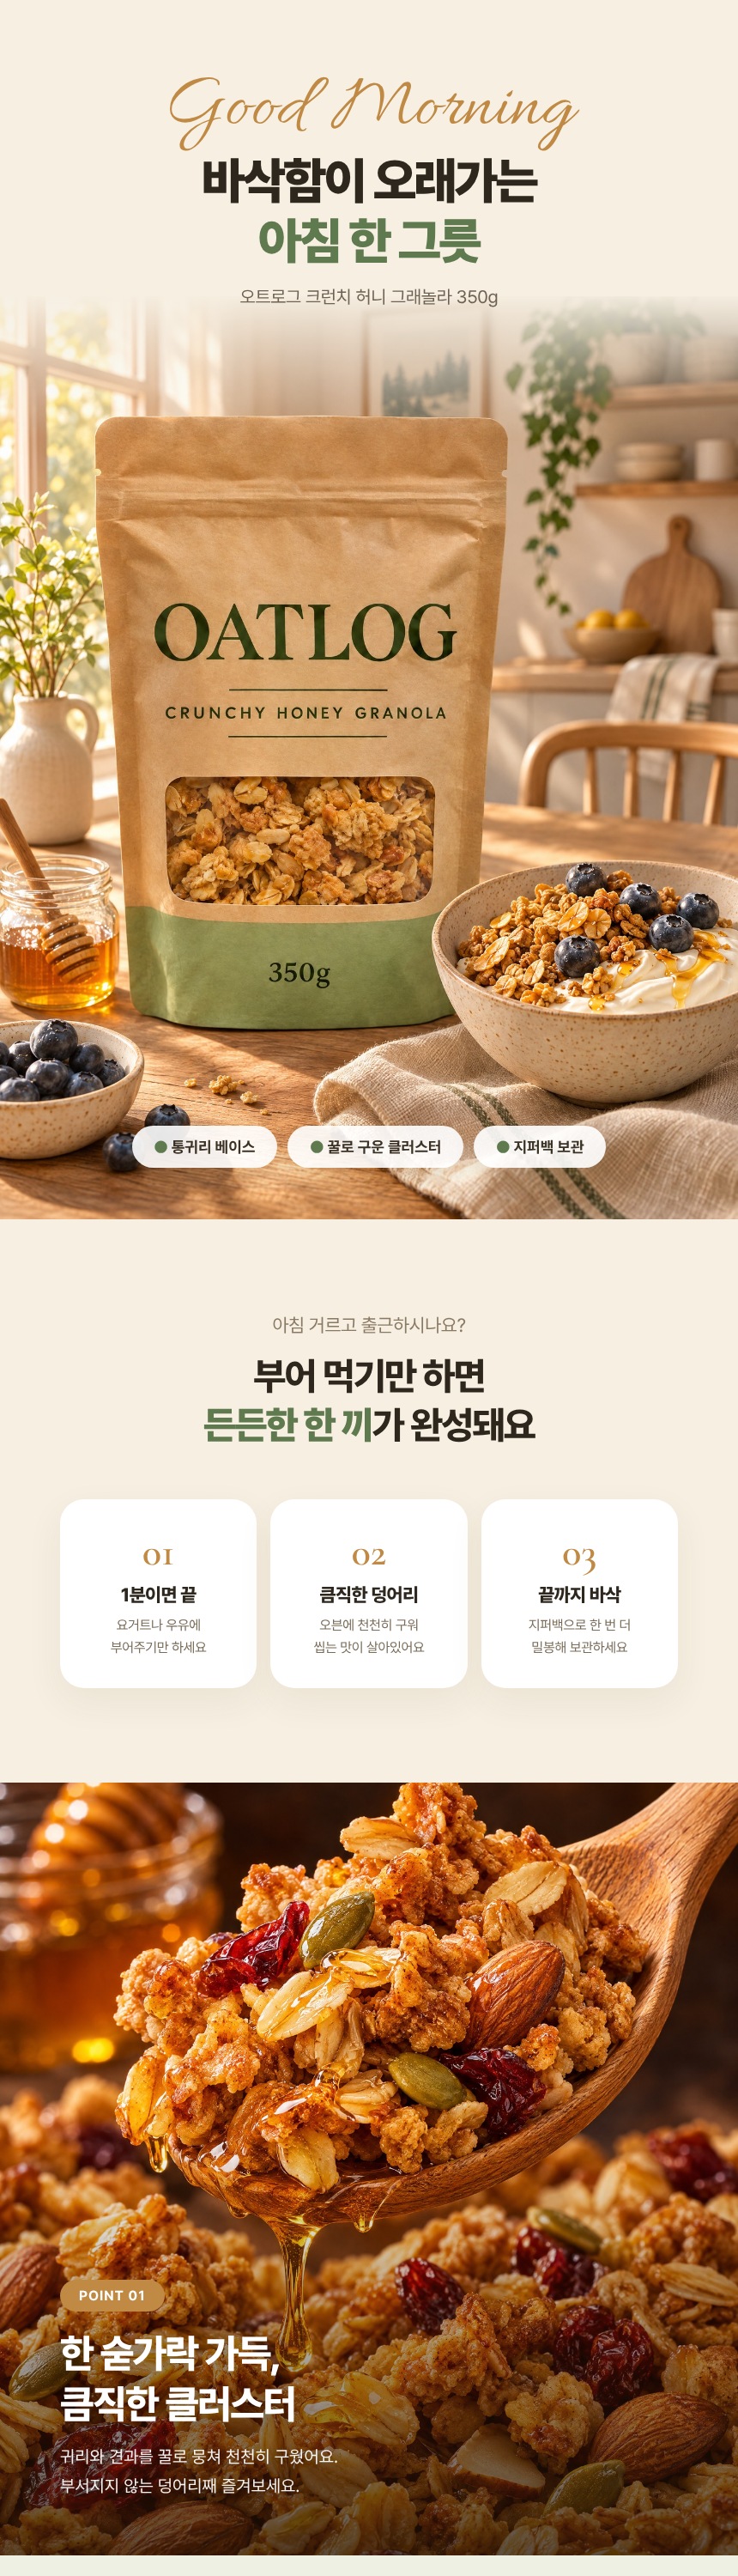 Good Morning
바삭함이 오래가는
아침 한 그릇
오트로그 크런치 허니 그래놀라 350g
OATLOG
CRUNCHY HONEY GRANOLA
350g
통귀리 베이스
꿀로 구운 클러스터
지퍼백 보관
아침 거르고 출근하시나요?
부어 먹기만 하면
든든한 한 끼가 완성돼요
01
1분이면 끝
요거트나 우유에
부어주기만 하세요
02
큼직한 덩어리
오븐에 천천히 구워
씹는 맛이 살아있어요
03
끝까지 바삭
지퍼백으로 한 번 더
밀봉해 보관하세요
POINT 01
한 숟가락 가득,
큼직한 클러스터
귀리와 견과를 꿀로 뭉쳐 천천히 구웠어요.
부서지지 않는 덩어리째 즐겨보세요.